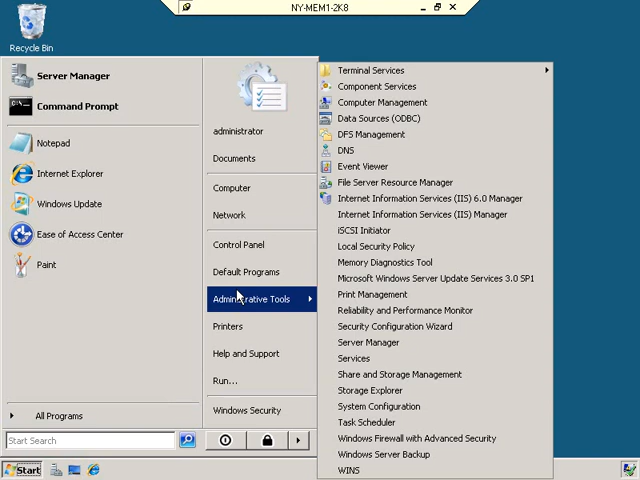 NY-MEM1-2K8
Recycle Bin
Server Manager
Command Prompt
Notepad
Internet Explorer
Windows Update
Ease of Access Center
Paint
All Programs
Start Search
administrator
Documents
Computer
Network
Control Panel
Default Programs
Administrative Tools
Printers
Help and Support
Run...
Windows Security
Terminal Services
Component Services
Computer Management
Data Sources (ODBC)
DFS Management
DNS
Event Viewer
File Server Resource Manager
Internet Information Services (IIS) 6.0 Manager
Internet Information Services (IIS) Manager
iSCSI Initiator
Local Security Policy
Memory Diagnostics Tool
Microsoft Windows Server Update Services 3.0 SP1
Print Management
Reliability and Performance Monitor
Security Configuration Wizard
Server Manager
Services
Share and Storage Management
Storage Explorer
System Configuration
Task Scheduler
Windows Firewall with Advanced Security
Windows Server Backup
WINS
Start